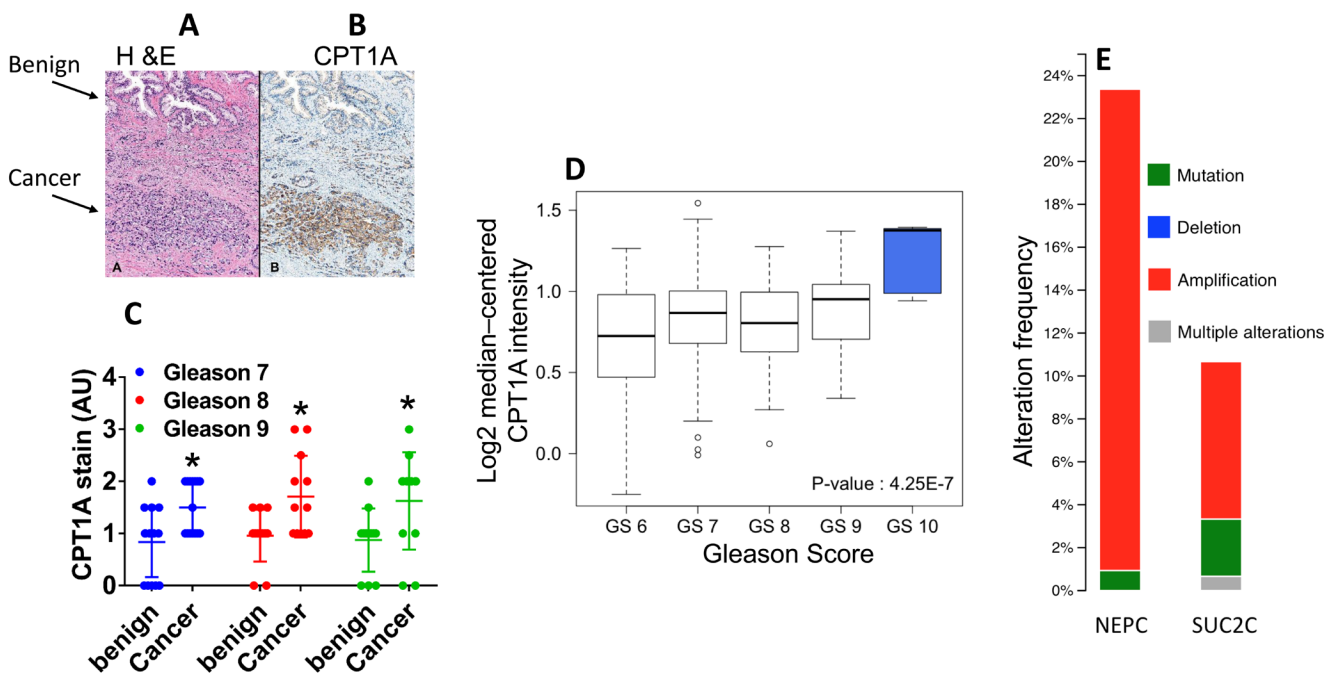 A
B
H &E
CPT1A
Benign
Cancer
A
B
C
Gleason 7
Gleason 8
Gleason 9
CPT1A stain (AU)
4
3
2
1
0
*
*
*
benign
Cancer
benign
Cancer
benign
Cancer
D
Log2 median–centered
CPT1A intensity
1.5
1.0
0.5
0.0
P-value : 4.25E-7
GS 6
GS 7
GS 8
GS 9
GS 10
Gleason Score
E
Alteration frequency
24%
22%
20%
18%
16%
14%
12%
10%
8%
6%
4%
2%
0%
Mutation
Deletion
Amplification
Multiple alterations
NEPC
SUC2C